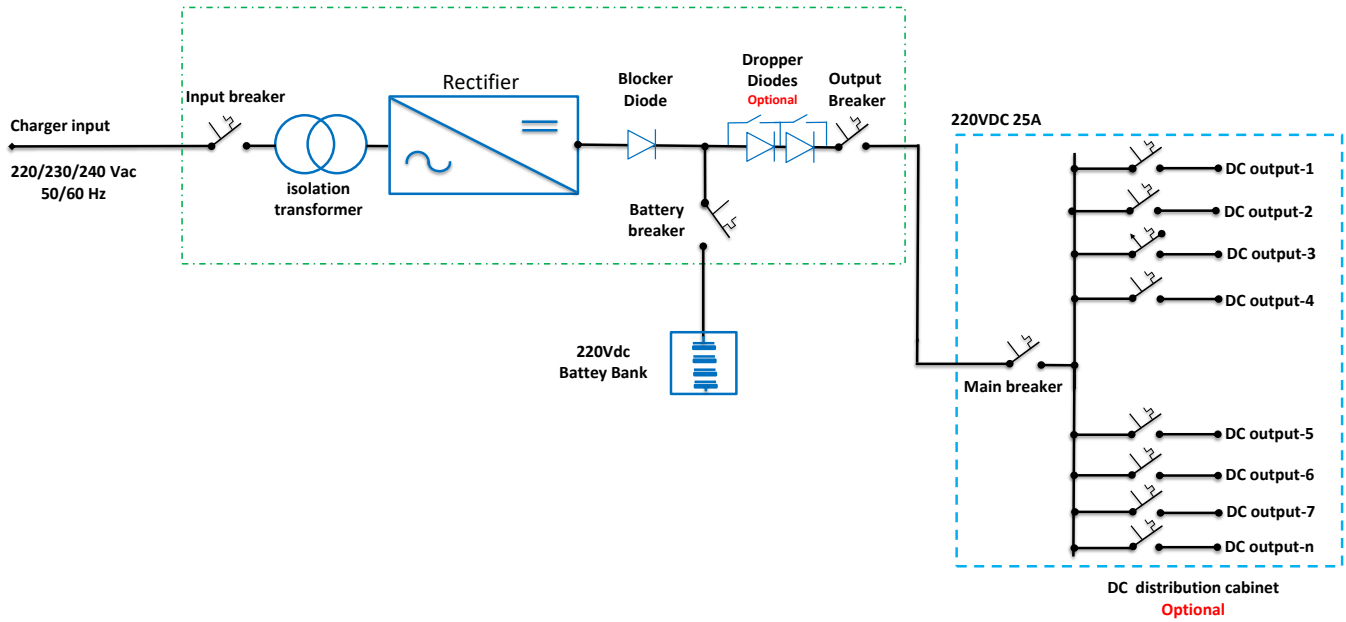 Charger input
220/230/240 Vac
50/60 Hz
Input breaker
isolation
transformer
Rectifier
Blocker
Diode
Dropper
Diodes
Optional
Output
Breaker
Battery
breaker
220Vdc
Battey Bank
220VDC 25A
Main breaker
DC output-1
DC output-2
DC output-3
DC output-4
DC output-5
DC output-6
DC output-7
DC output-n
DC distribution cabinet
Optional